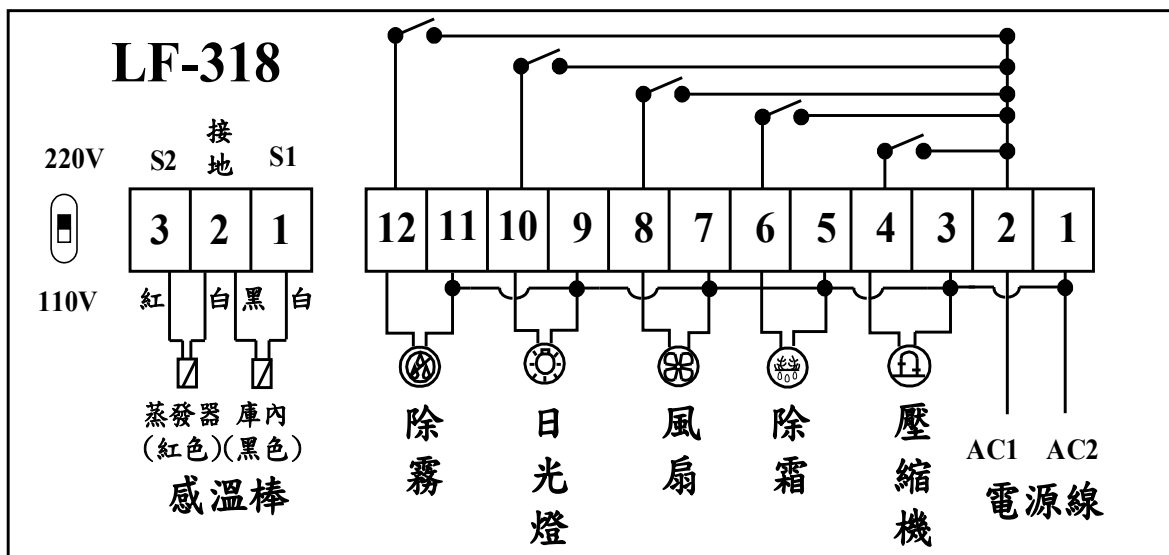 LF-318
220V
110V
S2
接地
S1
3 2 1
紅 白 黑 白
蒸發器 庫內
(紅色)(黑色)
感溫棒
12 11 10 9 8 7 6 5 4 3 2 1
除霧
日光燈
風扇
除霜
壓縮機
AC1 AC2
電源線